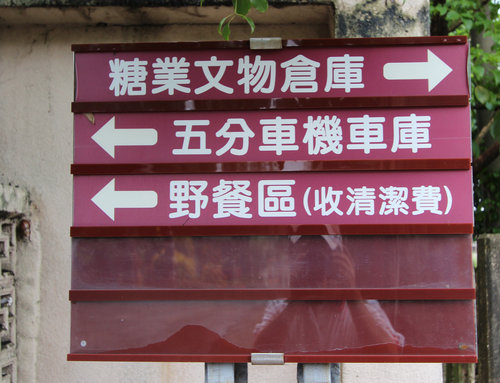 糖業文物倉庫
五分車機車庫
野餐區(收清潔費)